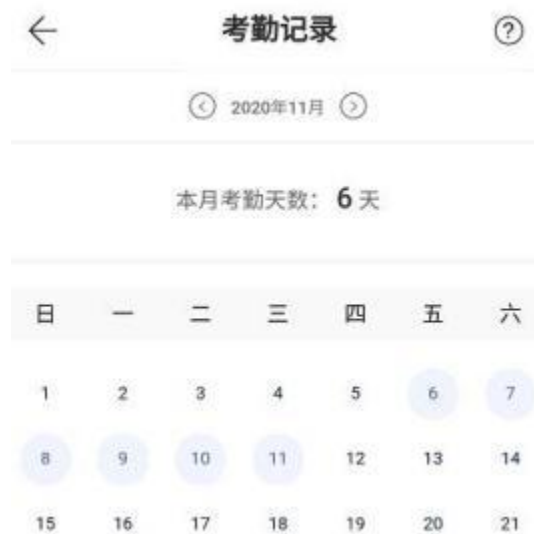 考勤记录
2020年11月
本月考勤天数：6天
日 一 二 三 四 五 六
1 2 3 4 5 6 7
8 9 10 11 12 13 14
15 16 17 18 19 20 21